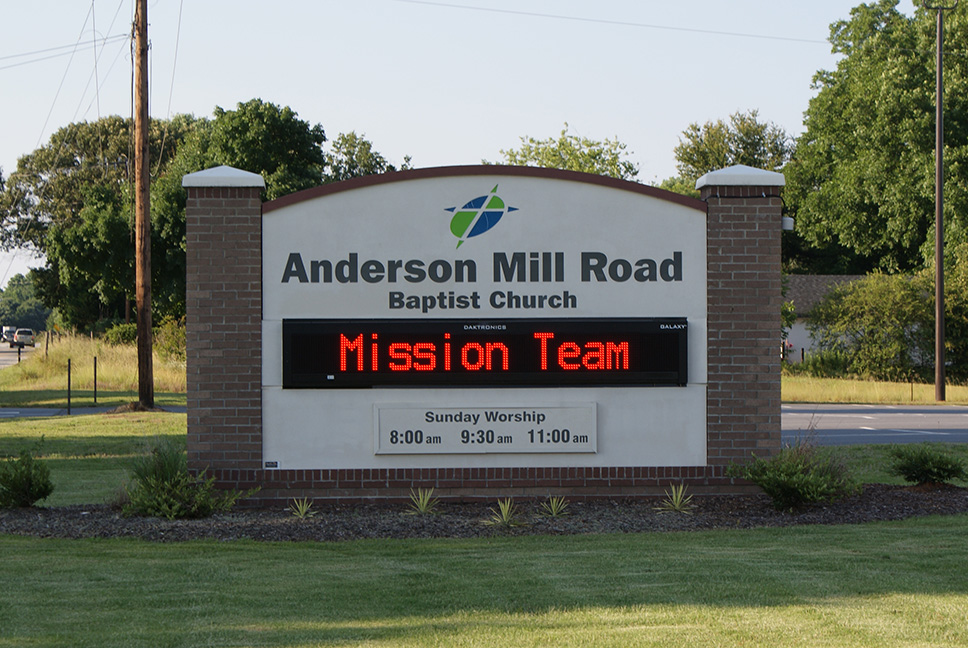 Anderson Mill Road
Baptist Church
DAKTRONICS GALAXY
Mission Team
Sunday Worship
8:00 am 9:30 am 11:00 am